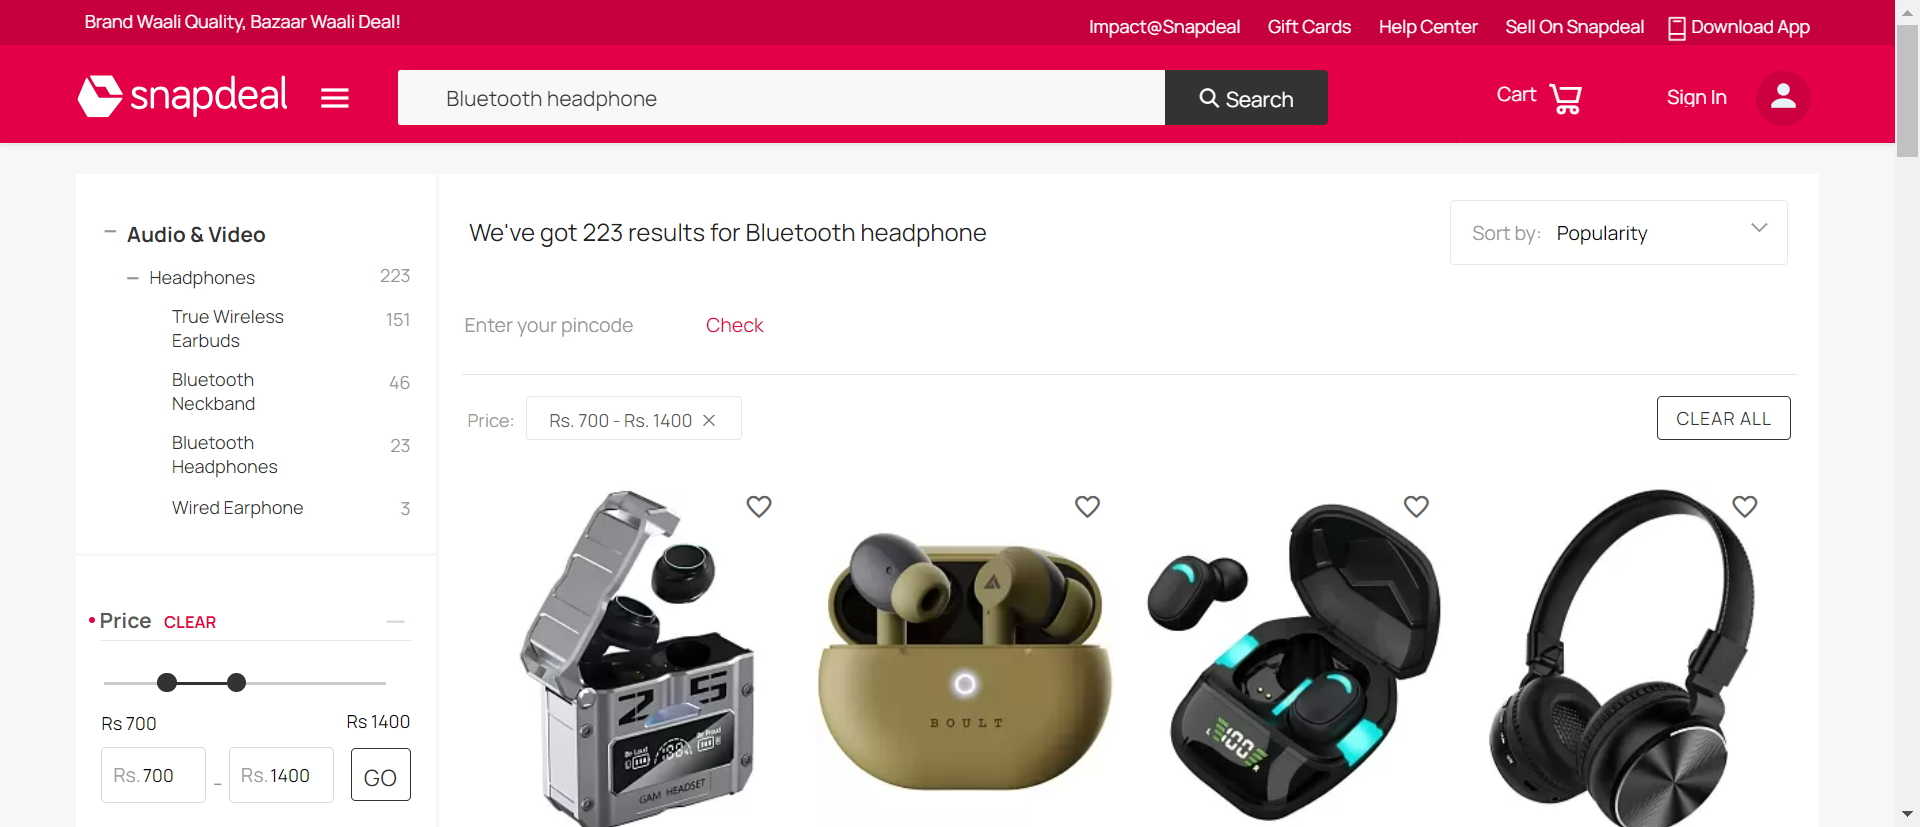 Brand Waali Quality, Bazaar Waali Deal!
Impact@Snapdeal Gift Cards Help Center Sell On Snapdeal Download App
snapdeal
Bluetooth headphone
Search
Cart
Sign In
Audio & Video
Headphones 223
True Wireless Earbuds 151
Bluetooth Neckband 46
Bluetooth Headphones 23
Wired Earphone 3
Price CLEAR
Rs 700 Rs 1400
Rs. 700 - Rs. 1400 GO
We've got 223 results for Bluetooth headphone
Sort by: Popularity
Enter your pincode Check
Price: Rs. 700 - Rs. 1400
CLEAR ALL
Be Loud Be Proud
GAM HEADSET
BOULT
L 100 R